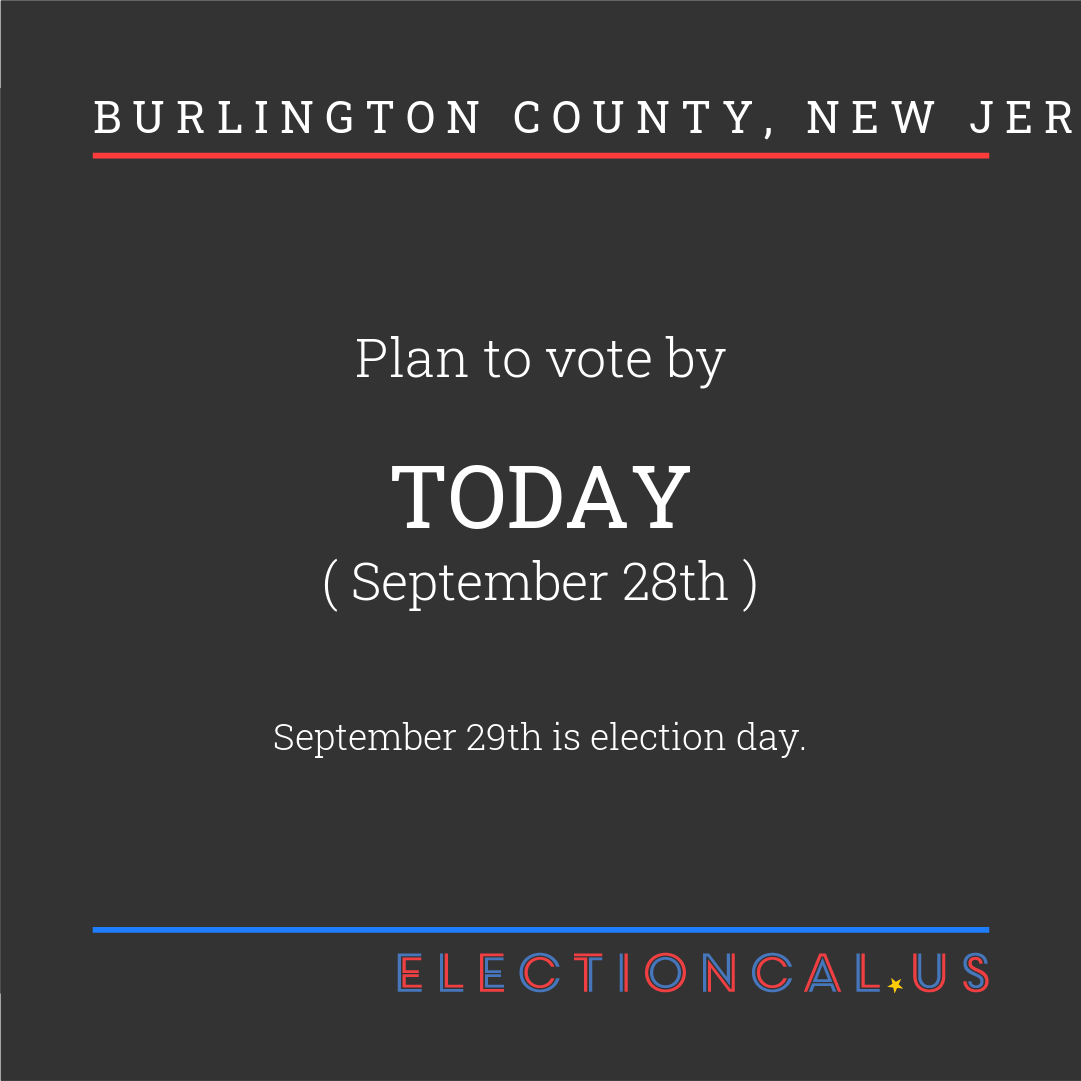 BURLINGTON COUNTY, NEW JER
Plan to vote by
TODAY
( September 28th )
September 29th is election day.
ELECTIONCAL.US